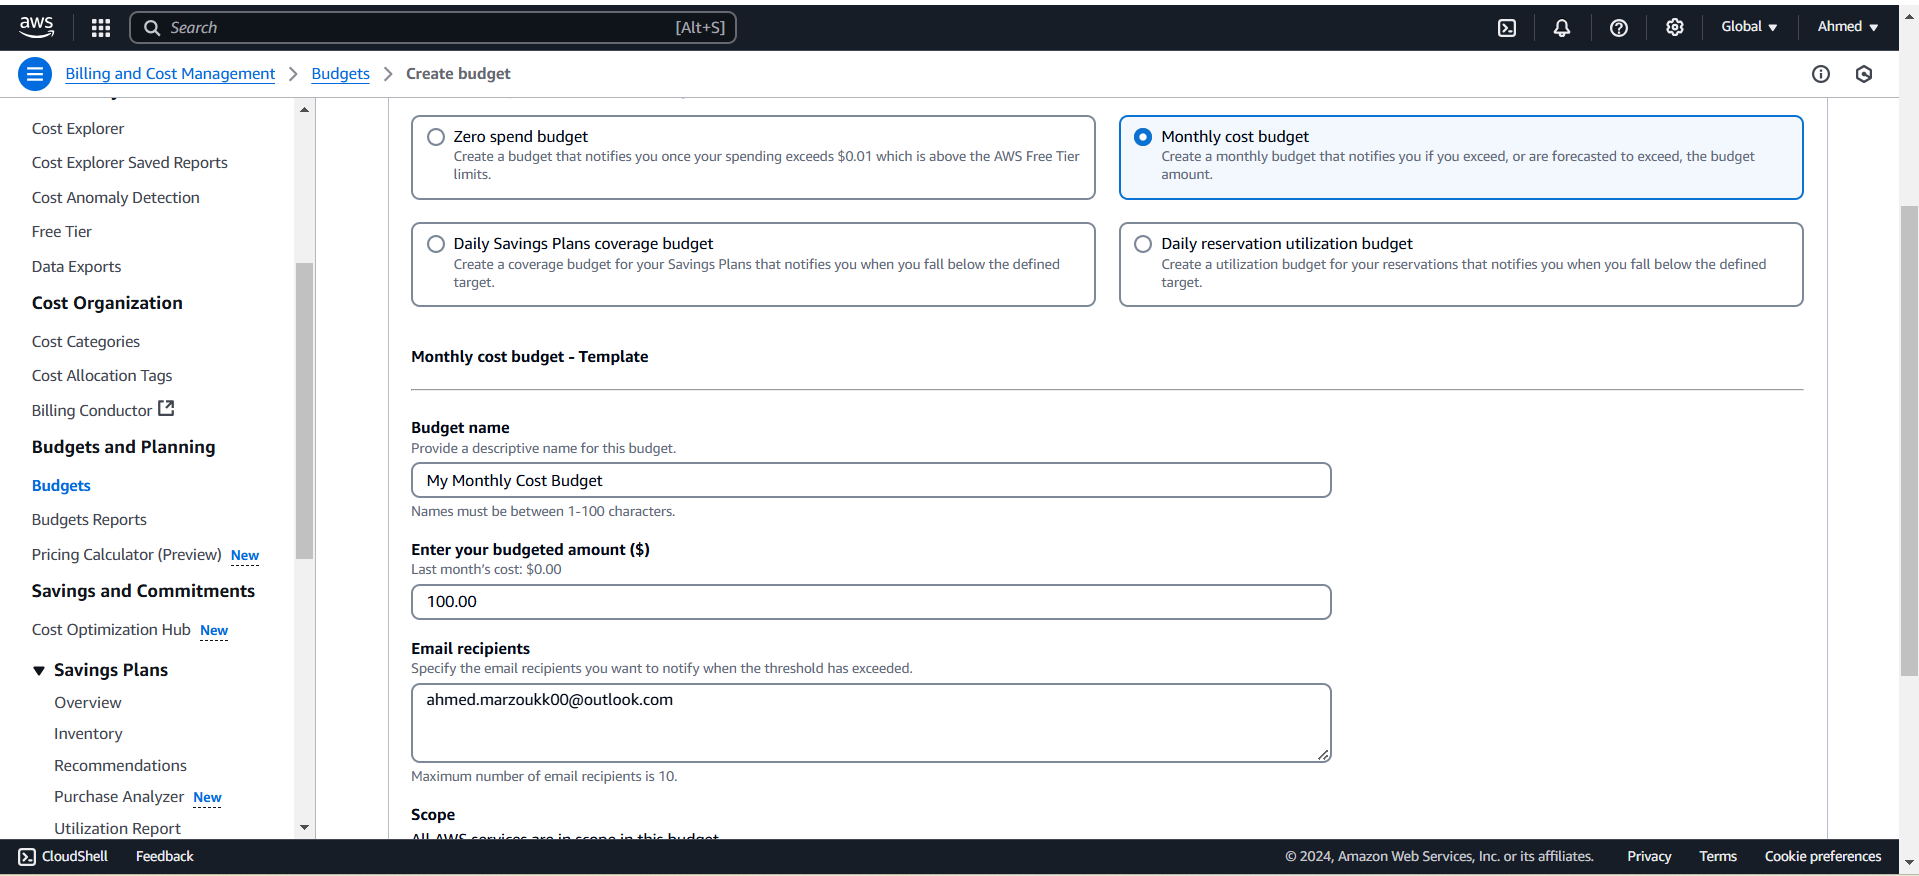 aws
Search [Alt+S]
Global
Ahmed
Billing and Cost Management
Budgets
Create budget
Cost Explorer
Cost Explorer Saved Reports
Cost Anomaly Detection
Free Tier
Data Exports
Cost Organization
Cost Categories
Cost Allocation Tags
Billing Conductor
Budgets and Planning
Budgets
Budgets Reports
Pricing Calculator (Preview) New
Savings and Commitments
Cost Optimization Hub New
Savings Plans
Overview
Inventory
Recommendations
Purchase Analyzer New
Utilization Report
Zero spend budget
Create a budget that notifies you once your spending exceeds $0.01 which is above the AWS Free Tier
limits.
Monthly cost budget
Create a monthly budget that notifies you if you exceed, or are forecasted to exceed, the budget
amount.
Daily Savings Plans coverage budget
Create a coverage budget for your Savings Plans that notifies you when you fall below the defined
target.
Daily reservation utilization budget
Create a utilization budget for your reservations that notifies you when you fall below the defined
target.
Monthly cost budget - Template
Budget name
Provide a descriptive name for this budget.
My Monthly Cost Budget
Names must be between 1-100 characters.
Enter your budgeted amount ($)
Last month's cost: $0.00
100.00
Email recipients
Specify the email recipients you want to notify when the threshold has exceeded.
ahmed.marzoukk00@outlook.com
Maximum number of email recipients is 10.
Scope
All AWS services are in scope in this budget
CloudShell
Feedback
© 2024, Amazon Web Services, Inc. or its affiliates.
Privacy
Terms
Cookie preferences